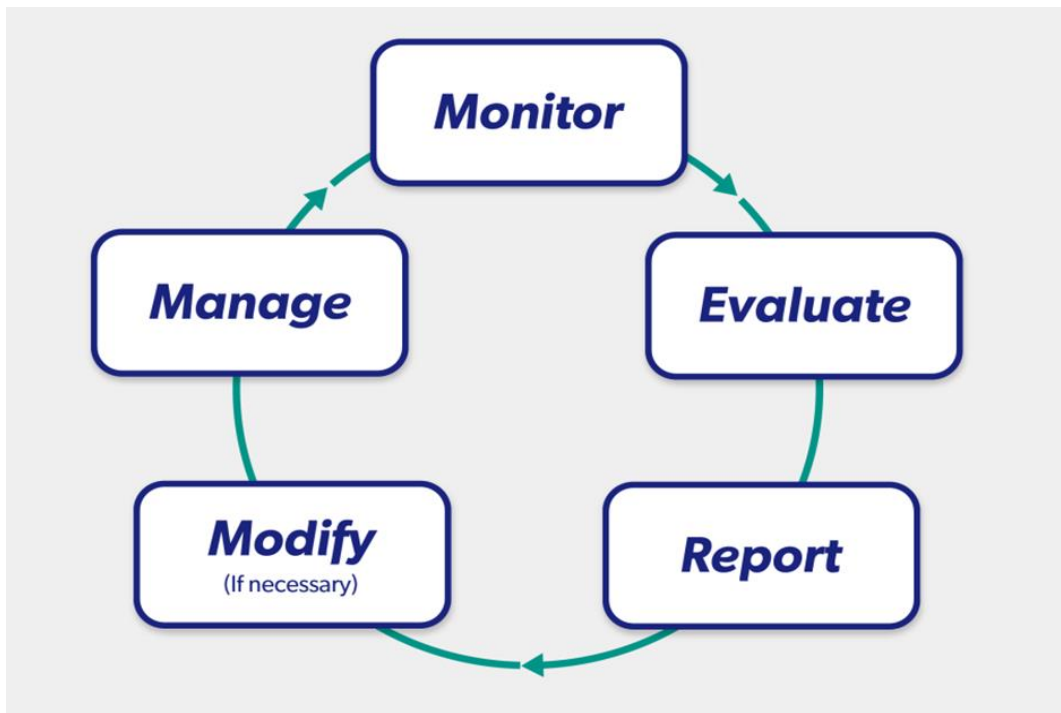 Monitor
Evaluate
Report
Modify
(If necessary)
Manage